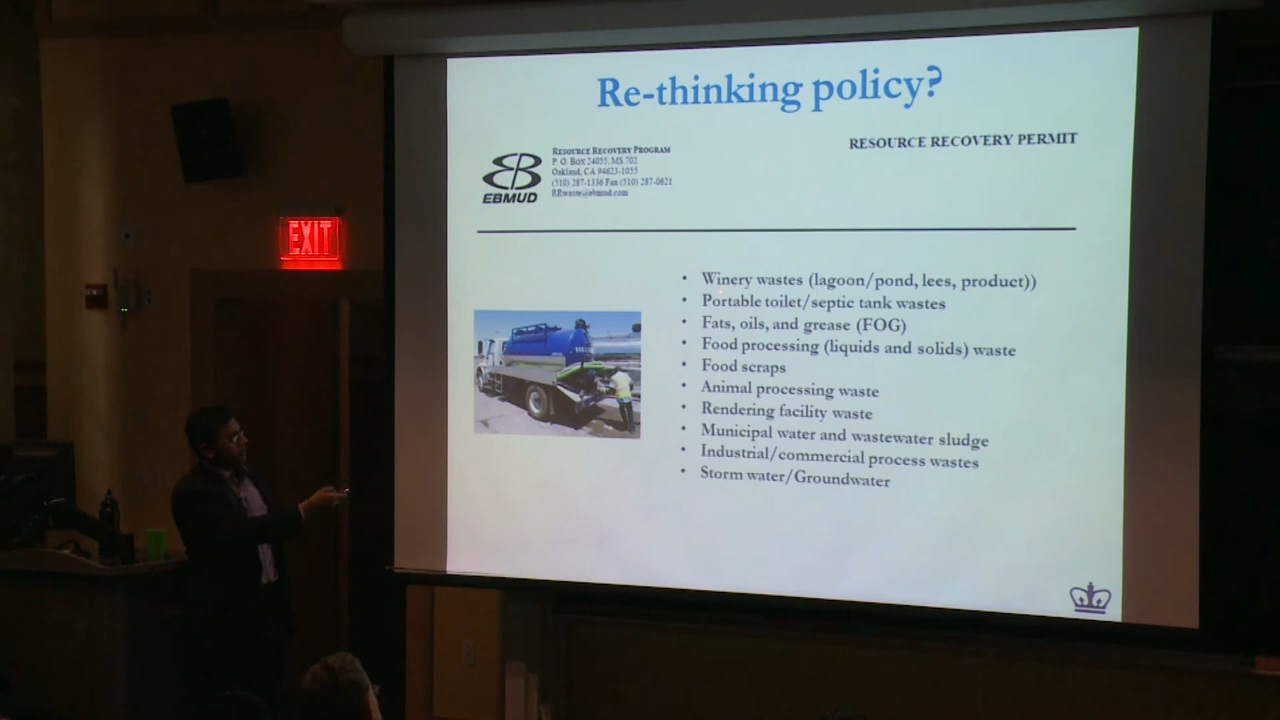 Re-thinking policy?
RESOURCE RECOVERY PROGRAM
P. O. Box 24055, MS 702
Oakland, CA 94623-1055
(510) 287-1336 Fax (510) 287-0621
RRwaste@ebmud.com
EBMUD
RESOURCE RECOVERY PERMIT
EXIT
• Winery wastes (lagoon/pond, lees, product))
• Portable toilet/septic tank wastes
• Fats, oils, and grease (FOG)
• Food processing (liquids and solids) waste
• Food scraps
• Animal processing waste
• Rendering facility waste
• Municipal water and wastewater sludge
• Industrial/commercial process wastes
• Storm water/Groundwater